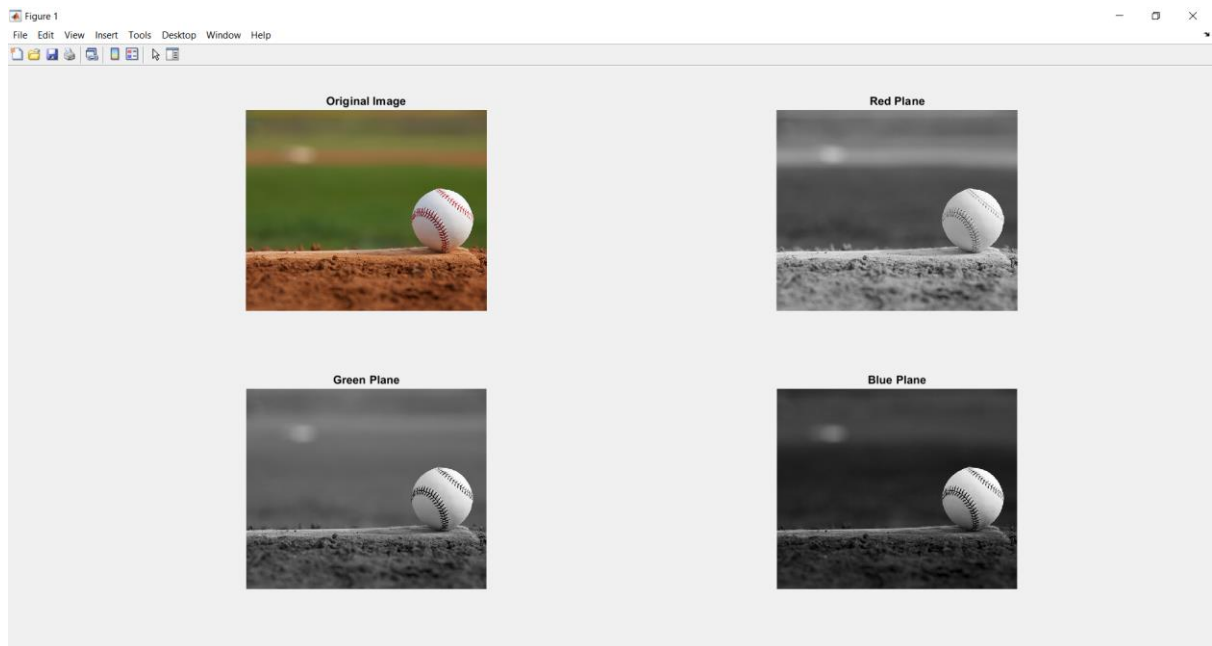 Figure 1
File Edit View Insert Tools Desktop Window Help
Original Image
Red Plane
Green Plane
Blue Plane